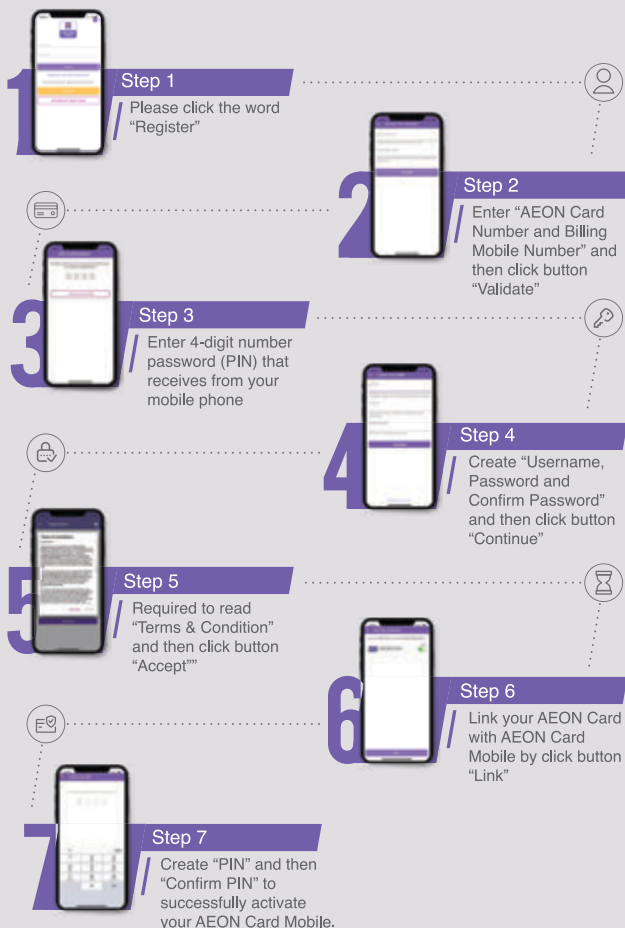 1
Step 1
Please click the word
“Register”
2
Step 2
Enter “AEON Card
Number and Billing
Mobile Number” and
then click button
“Validate”
3
Step 3
Enter 4-digit number
password (PIN) that
receives from your
mobile phone
4
Step 4
Create “Username,
Password and
Confirm Password”
and then click button
“Continue”
5
Step 5
Required to read
“Terms & Condition”
and then click button
“Accept””
6
Step 6
Link your AEON Card
with AEON Card
Mobile by click button
“Link”
7
Step 7
Create “PIN” and then
“Confirm PIN” to
successfully activate
your AEON Card Mobile.